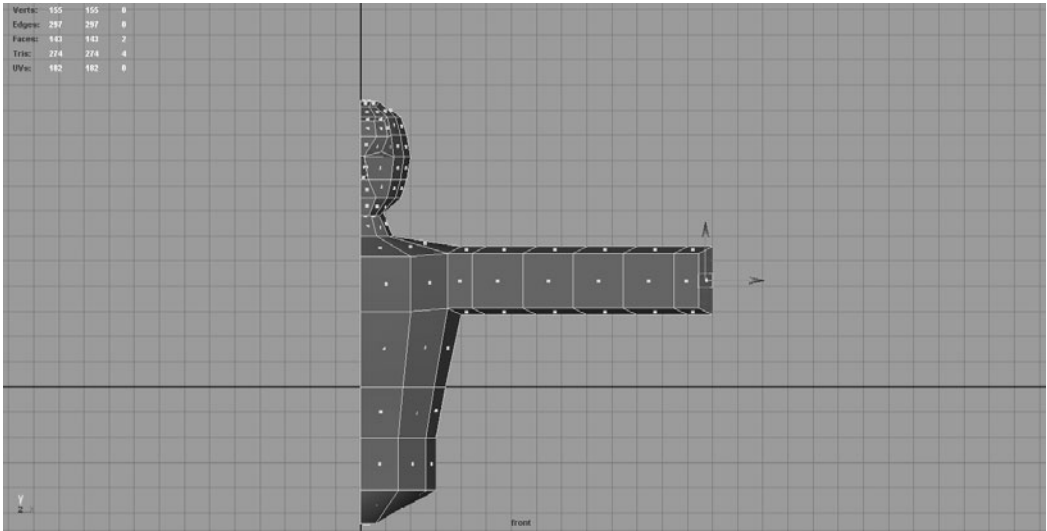 Verts: 155 155 0
Edges: 297 297 0
Faces: 143 143 2
Tris: 274 274 4
UVs: 182 182 0
y
z
front